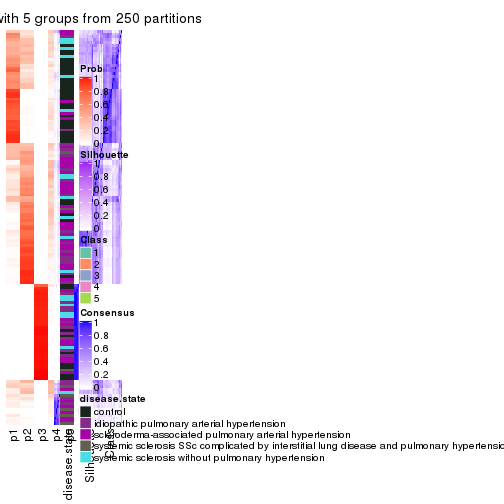 with 5 groups from 250 partitions
Prob
1
0.8
0.6
0.4
0.2
0
Silhouette
1
0.8
0.6
0.4
0.2
0
Class
1
2
3
4
5
Consensus
1
0.8
0.6
0.4
0.2
0
disease.state
control
idiopathic pulmonary arterial hypertension
scleroderma-associated pulmonary arterial hypertension
systemic sclerosis SSc complicated by interstitial lung disease and pulmonary hypertensio
systemic sclerosis without pulmonary hypertension
p1
p2
p3
p4
disease.state
Silh
Class